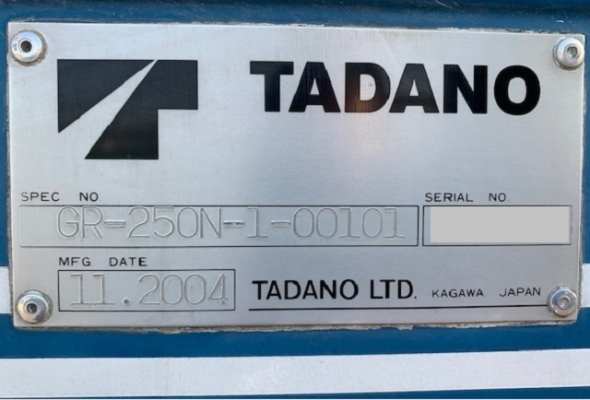 TADANO
SPEC NO
GR-250N-1-00101
SERIAL NO
MFG DATE
11.2004
TADANO LTD. KAGAWA JAPAN